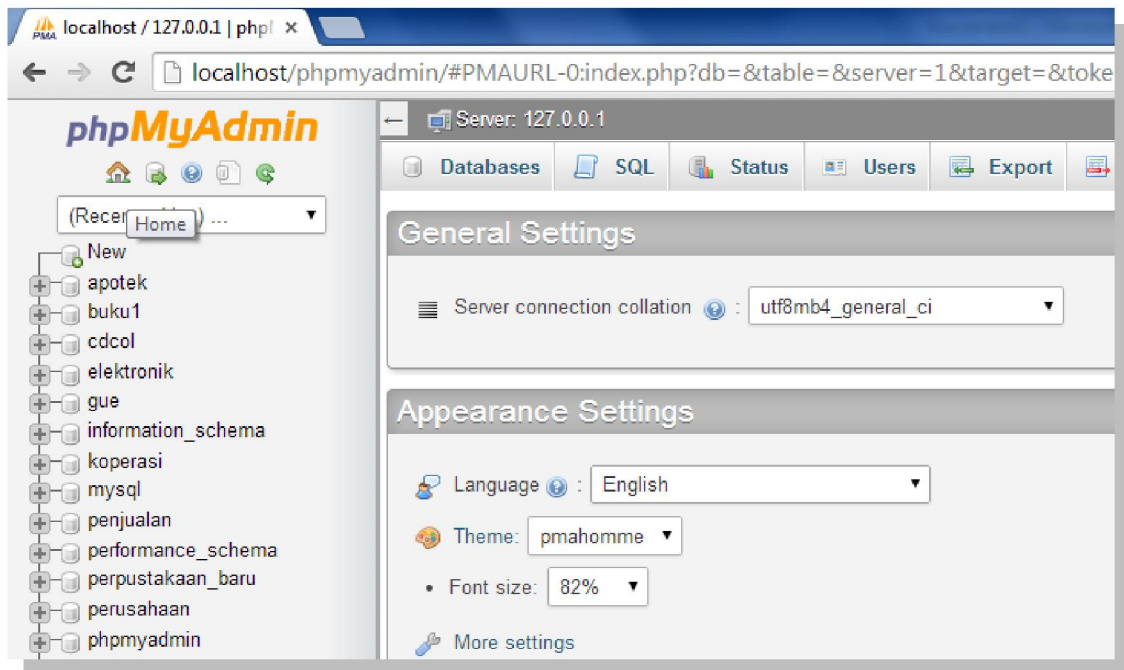 localhost / 127.0.0.1 | phpl
localhost/phpmyadmin/#PMAURL-0:index.php?db=&table=&server=1&target=&toke
phpMyAdmin
Server: 127.0.0.1
Databases SQL Status Users Export
Home
New
apotek
buku1
cdcol
elektronik
gue
information_schema
koperasi
mysql
penjualan
performance_schema
perpustakaan_baru
perusahaan
phpmyadmin
General Settings
Server connection collation : utf8mb4_general_ci
Appearance Settings
Language : English
Theme: pmahomme
• Font size: 82%
More settings